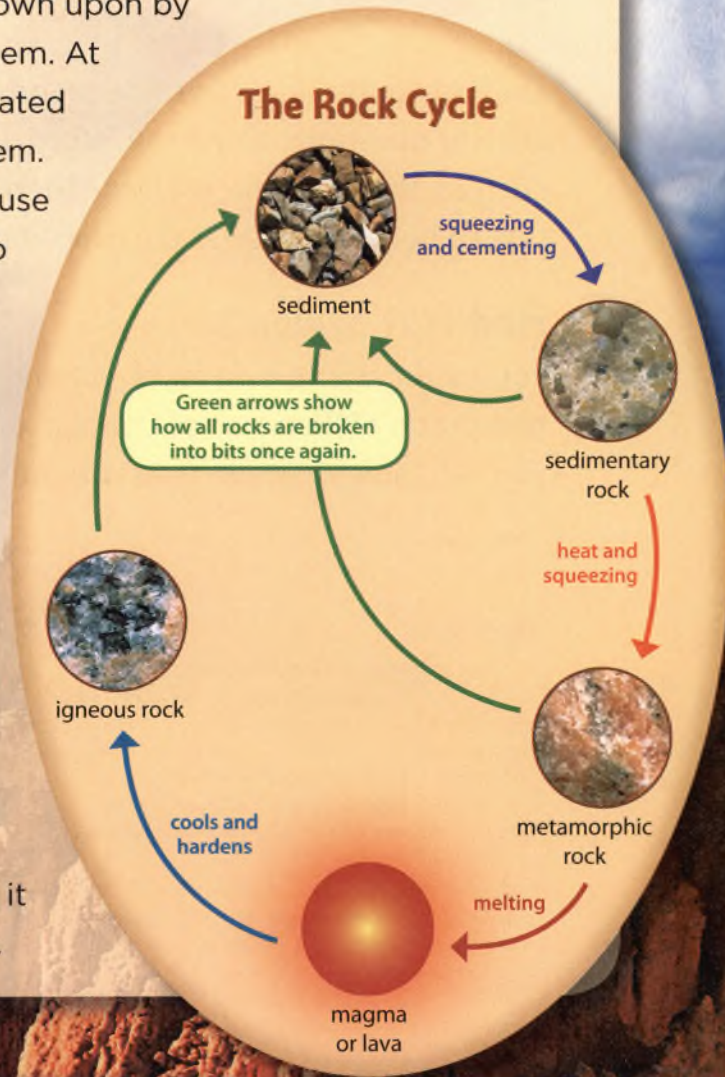 own upon by
em. At
ated
em.
use
it
The Rock Cycle
squeezing
and cementing
sediment
Green arrows show
how all rocks are broken
into bits once again.
sedimentary
rock
heat and
squeezing
igneous rock
cools and
hardens
metamorphic
rock
melting
magma
or lava